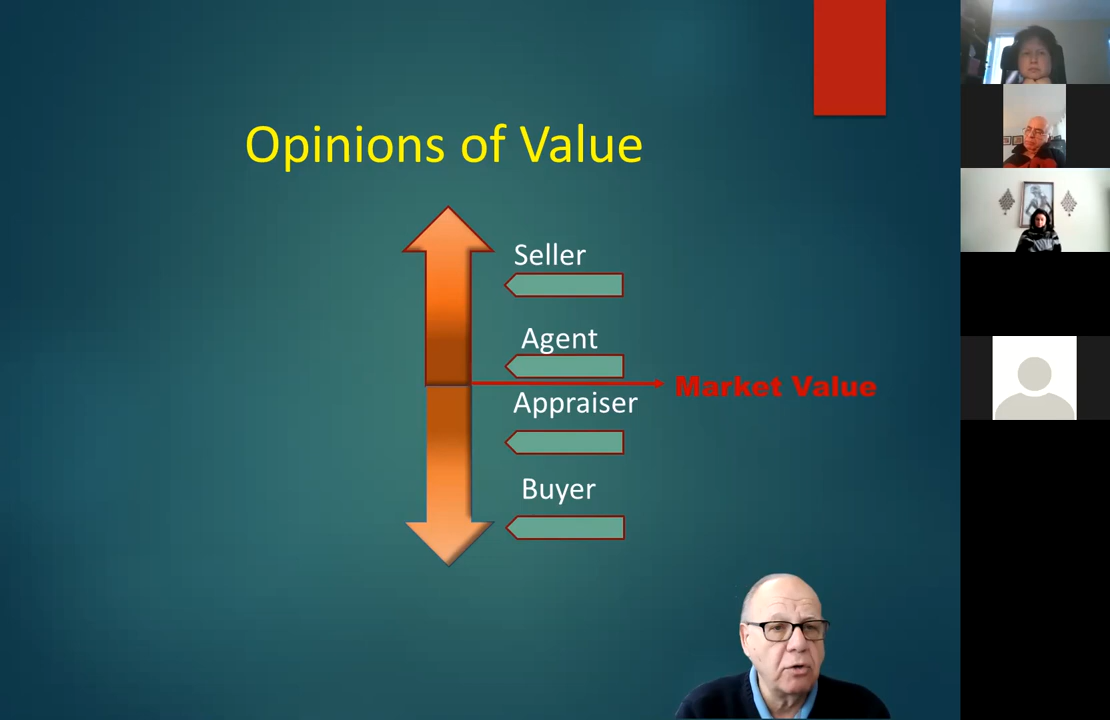 Opinions of Value
Seller
Agent
Market Value
Appraiser
Buyer